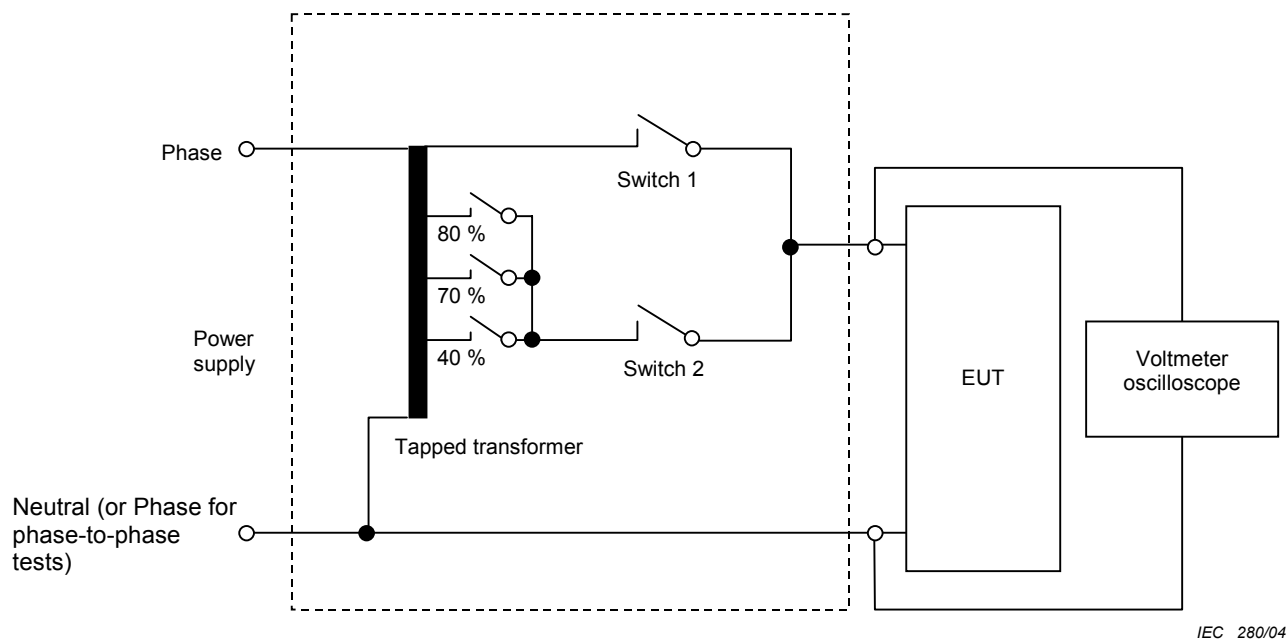 Phase
Switch 1
80 %
70 %
40 %
Switch 2
Power
supply
EUT
Voltmeter
oscilloscope
Tapped transformer
Neutral (or Phase for
phase-to-phase
tests)
IEC 280/04